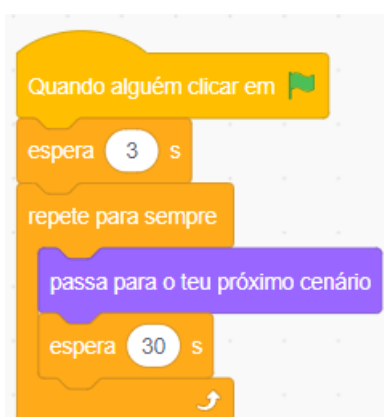 Quando alguém clicar em
espera 3 s
repete para sempre
passa para o teu próximo cenário
espera 30 s